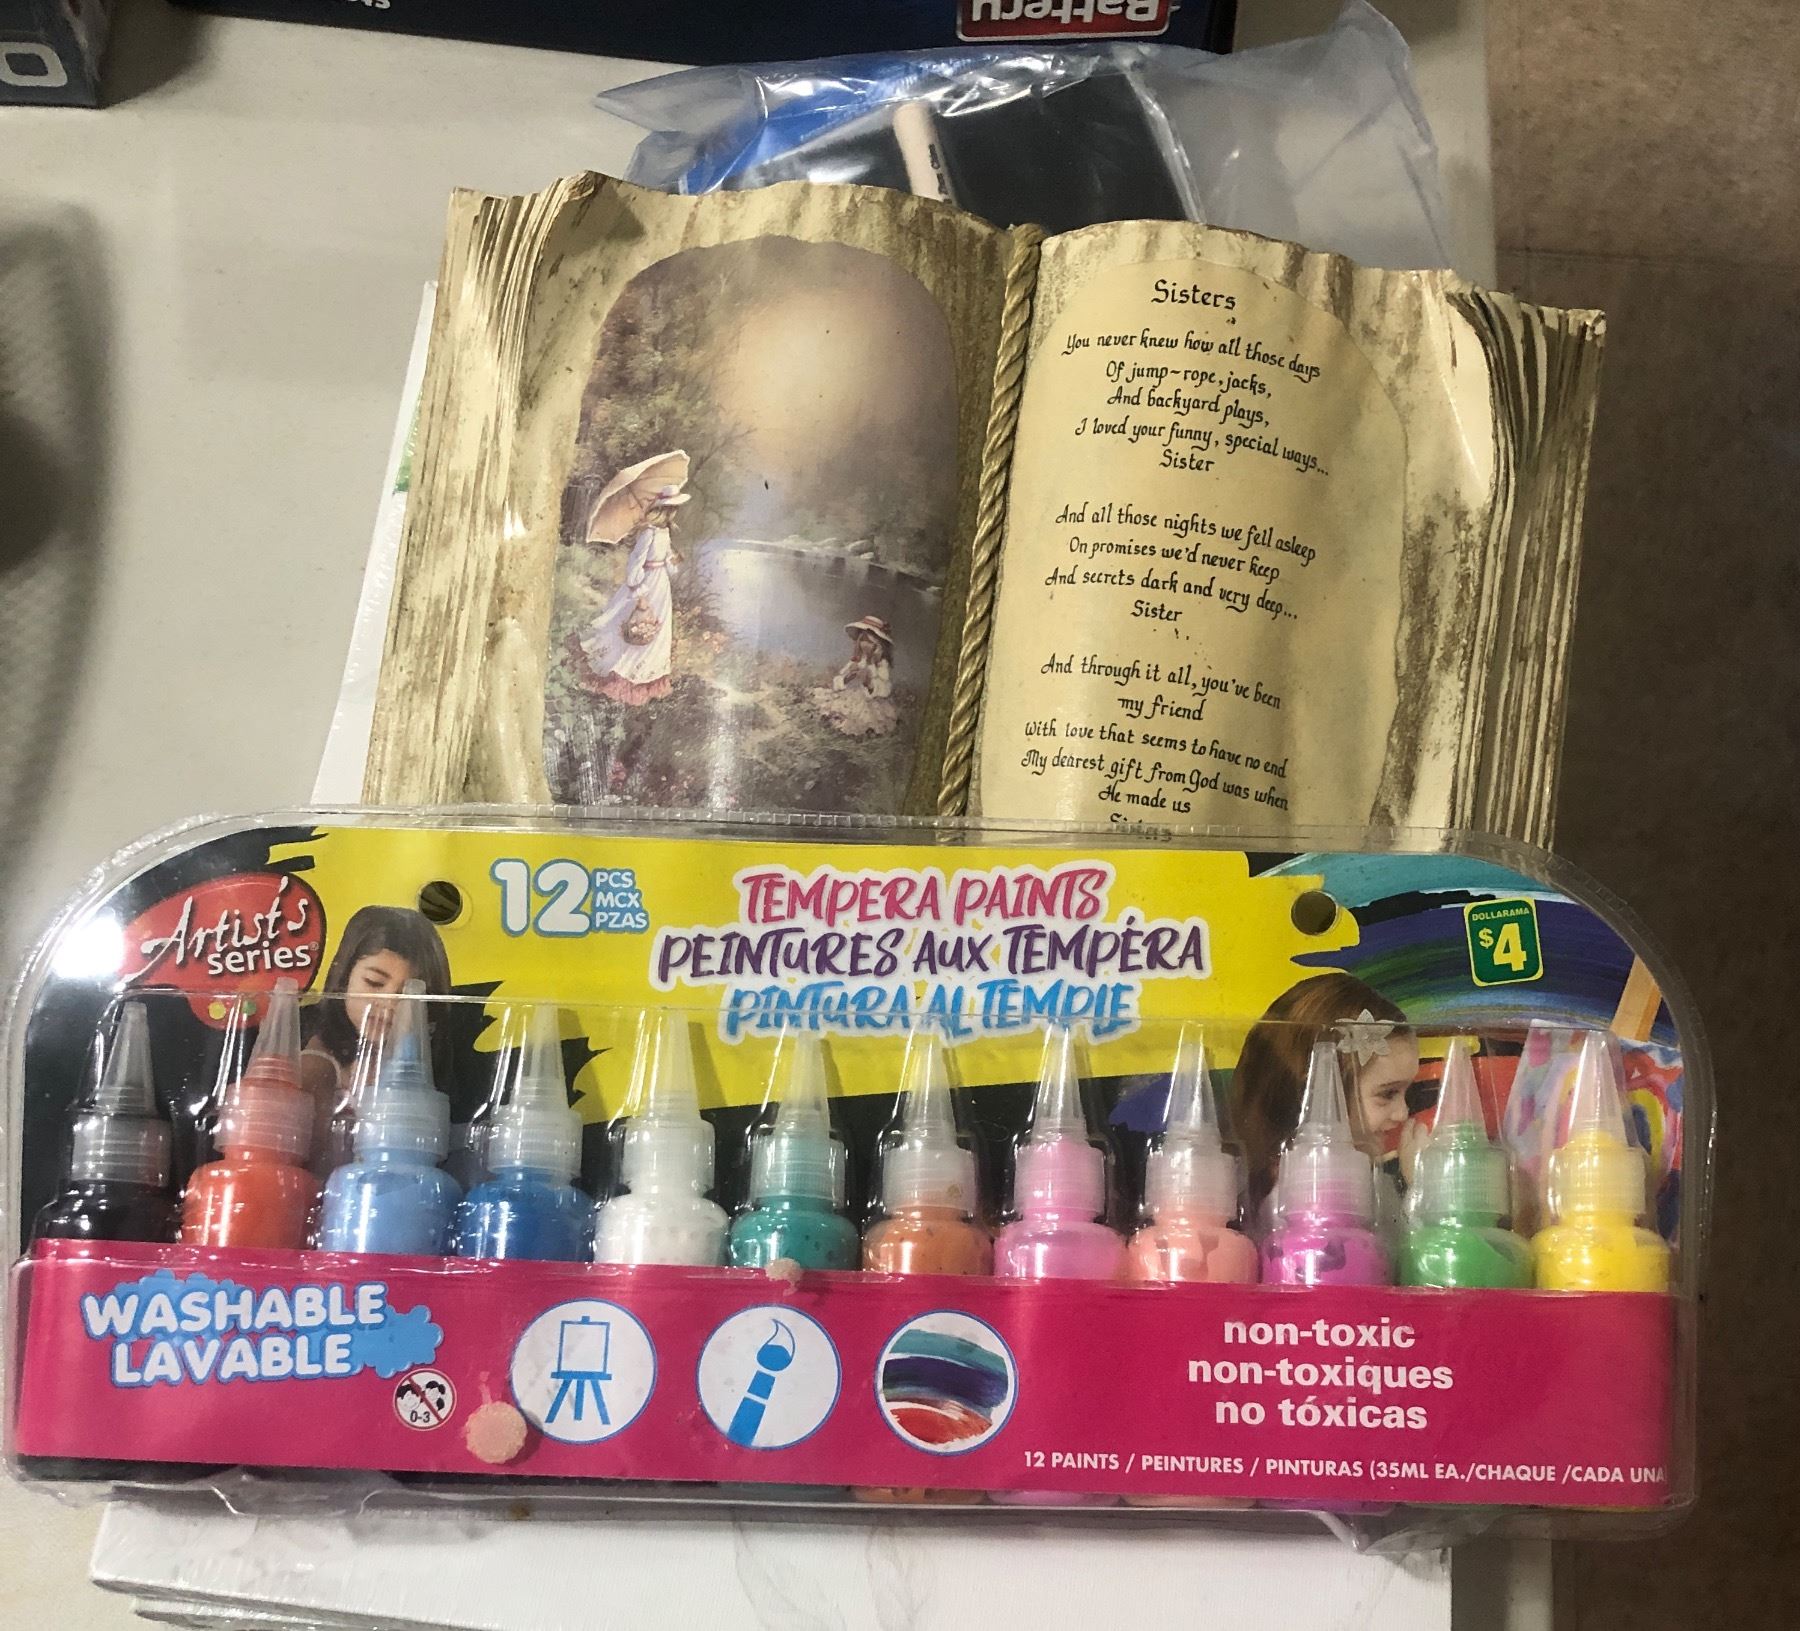 Battery
Sisters
You never knew how all those days
Of jump~rope, jacks,
And backyard plays,
I loved your funny, special ways...
Sister
And all those nights we fell asleep
On promises we'd never keep
And secrets dark and very deep...
Sister
And through it all, you've been
my friend
With love that seems to have no end
My dearest gift from God was when
He made us
Artist's
series®
12 PCS
MCX
PZAS
TEMPERA PAINTS
PEINTURES AUX TEMPÉRA
PINTURA AL TEMPLE
DOLLARAMA
$4
WASHABLE
LAVABLE
0-3
non-toxic
non-toxiques
no tóxicas
12 PAINTS / PEINTURES / PINTURAS (35ML EA./CHAQUE /CADA UNA